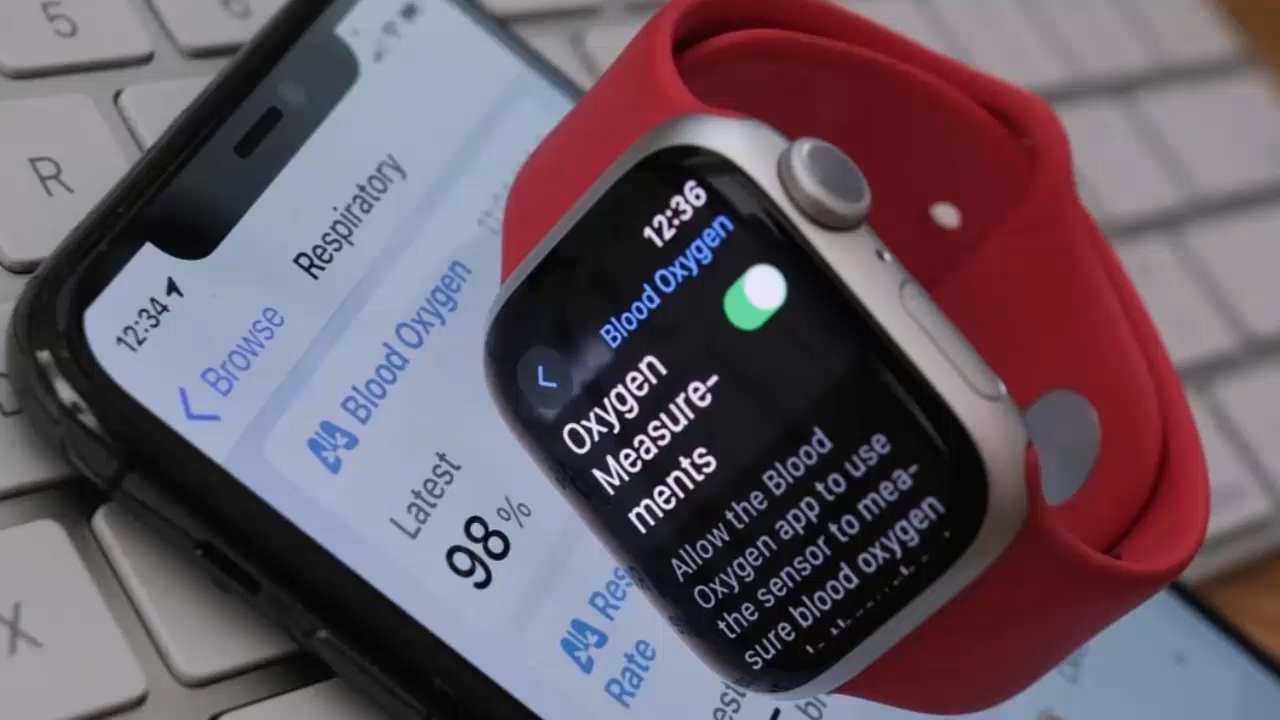 5
6
R
X
12:34
Browse
Respiratory
Blood Oxygen
Latest
98 %
Rate
12:36
Blood Oxygen
Oxygen
Measure-
ments
Allow the Blood
Oxygen app to use
the sensor to mea-
sure blood oxygen